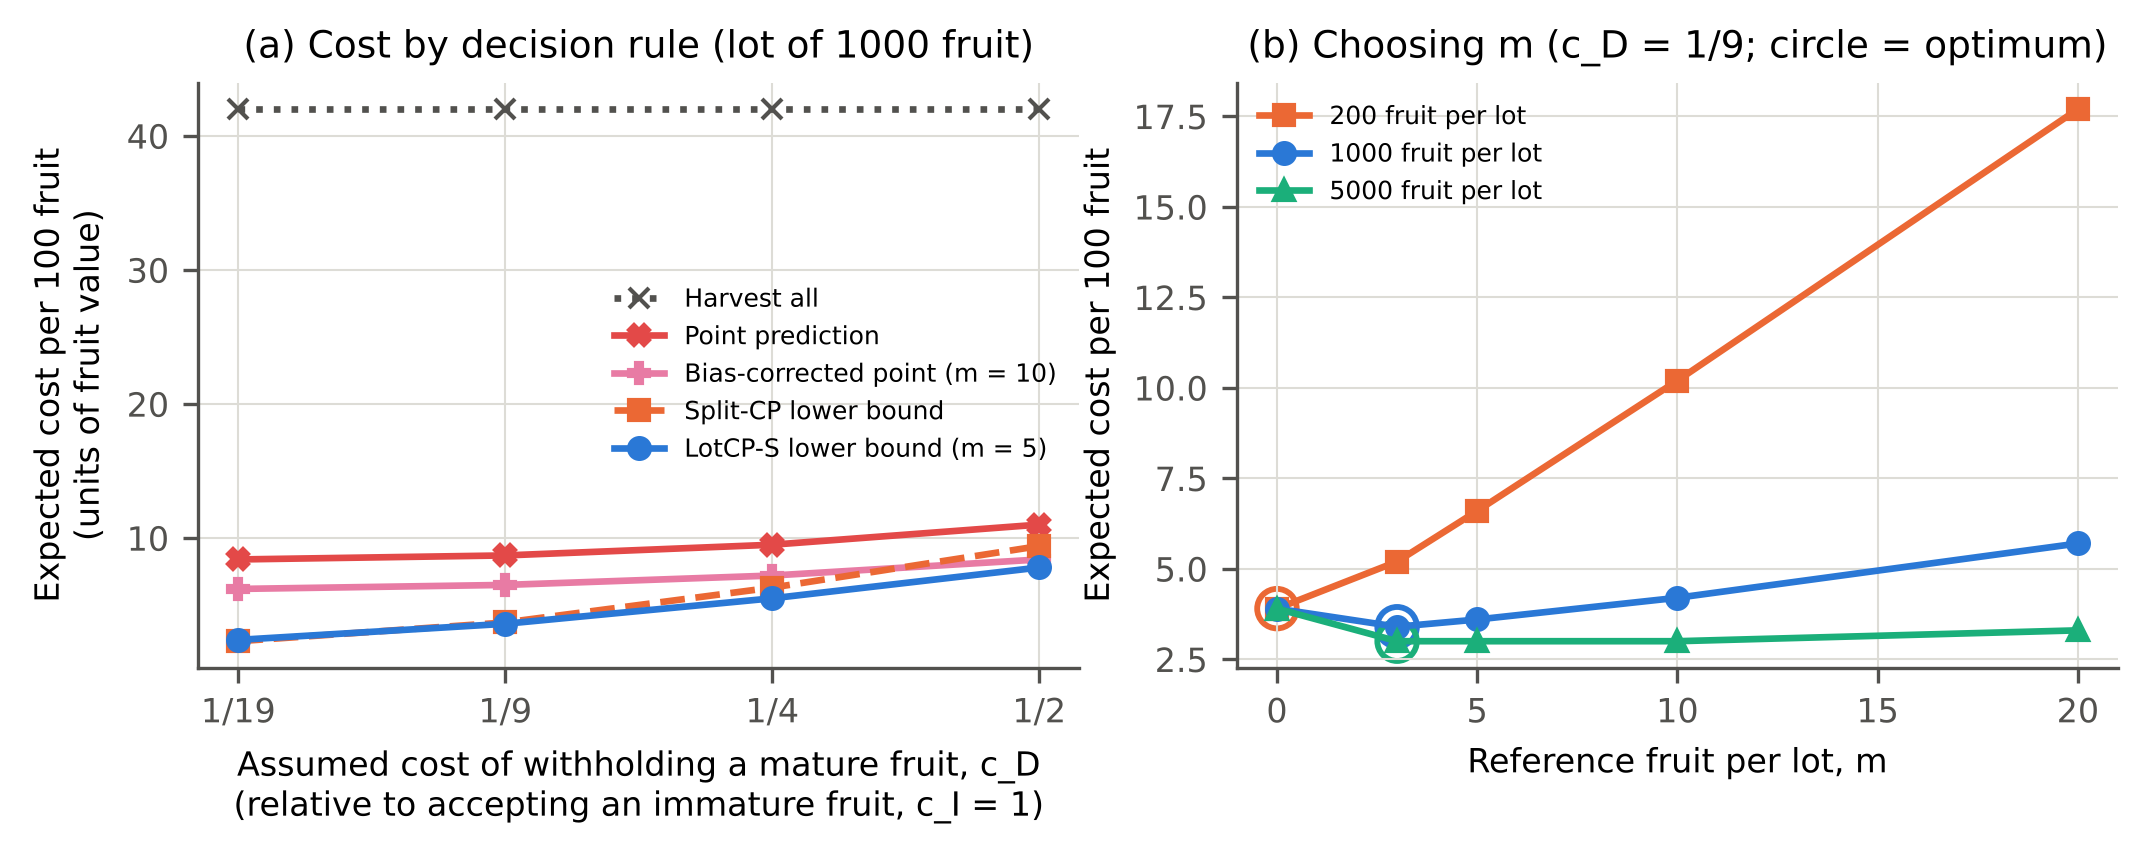 (a) Cost by decision rule (lot of 1000 fruit)
Expected cost per 100 fruit
(units of fruit value)
40
30
20
10
Harvest all
Point prediction
Bias-corrected point (m = 10)
Split-CP lower bound
LotCP-S lower bound (m = 5)
1/19
1/9
1/4
1/2
Assumed cost of withholding a mature fruit, c_D
(relative to accepting an immature fruit, c_I = 1)
(b) Choosing m (c_D = 1/9; circle = optimum)
Expected cost per 100 fruit
17.5
15.0
12.5
10.0
7.5
5.0
2.5
200 fruit per lot
1000 fruit per lot
5000 fruit per lot
0
5
10
15
20
Reference fruit per lot, m